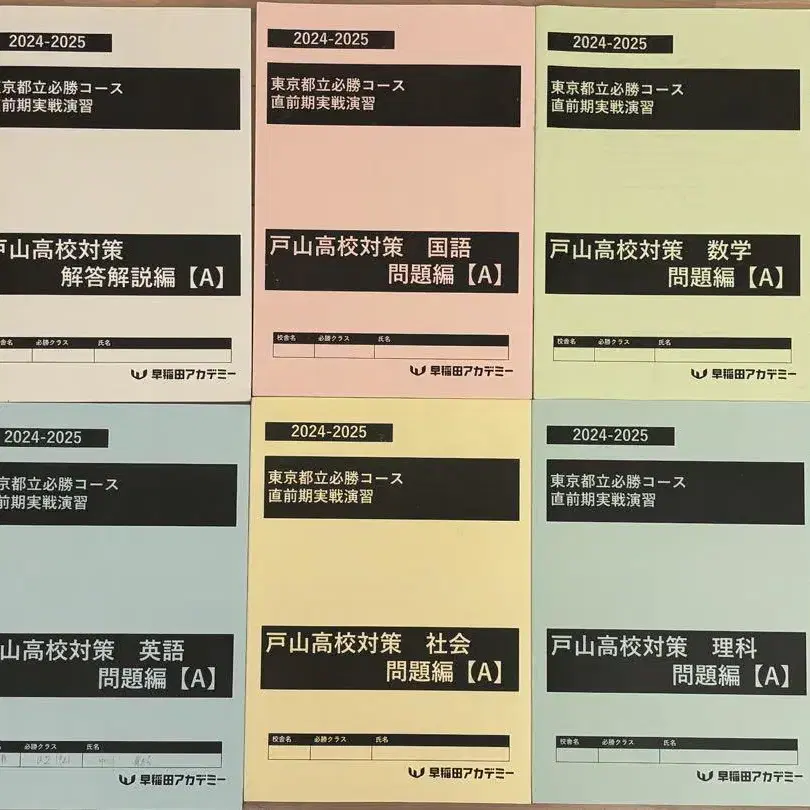 2024-2025
京都立必勝コース
前期実戦演習
山高校対策
解答解説編【A】
必勝クラス
氏名
早稲田アカデミー
2024-2025
東京都立必勝コース
直前期実戦演習
戸山高校対策 国語
問題編【A】
校舎名
必勝クラス
氏名
早稲田アカデミー
2024-2025
東京都立必勝コース
直前期実戦演習
戸山高校対策 数学
問題編【A】
校舎名
必勝クラス
氏名
早稲田アカデミー
2024-2025
京都立必勝コース
前期実戦演習
山高校対策 英語
問題編【A】
必勝クラス
氏名
早稲田アカデミー
2024-2025
東京都立必勝コース
直前期実戦演習
戸山高校対策 社会
問題編【A】
校舎名
必勝クラス
氏名
早稲田アカデミー
2024-2025
東京都立必勝コース
直前期実戦演習
戸山高校対策 理科
問題編【A】
校舎名
必勝クラス
氏名
早稲田アカデミー